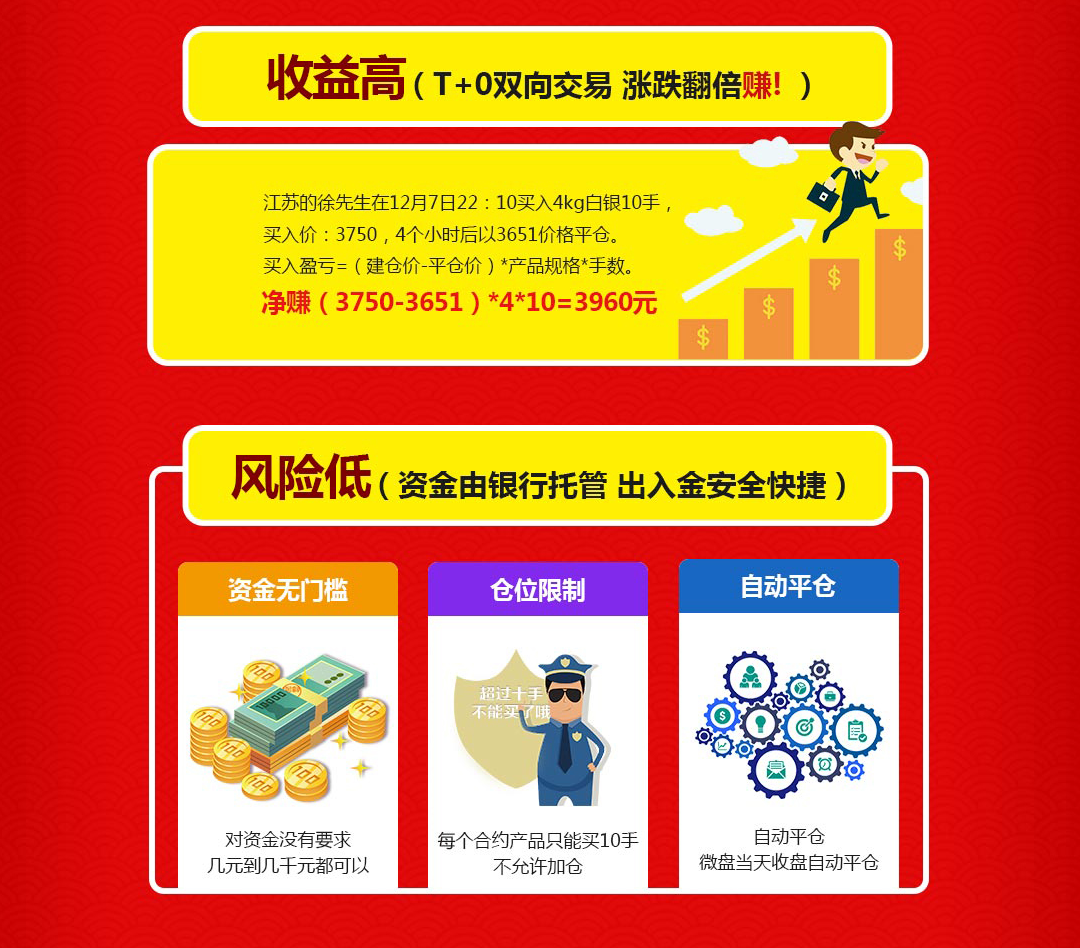 收益高（T+0双向交易 涨跌翻倍赚！）
江苏的徐先生在12月7日22：10买入4kg白银10手，
买入价：3750，4个小时后以3651价格平仓。
买入盈亏=（建仓价-平仓价）*产品规格*手数。
净赚（3750-3651）*4*10=3960元
$
$
$
$
风险低（资金由银行托管 出入金安全快捷）
资金无门槛
仓位限制
自动平仓
超过十手
不能买了哦
100
100
100
100
100
100
对资金没有要求
几元到几千元都可以
每个合约产品只能买10手
不允许加仓
自动平仓
微盘当天收盘自动平仓